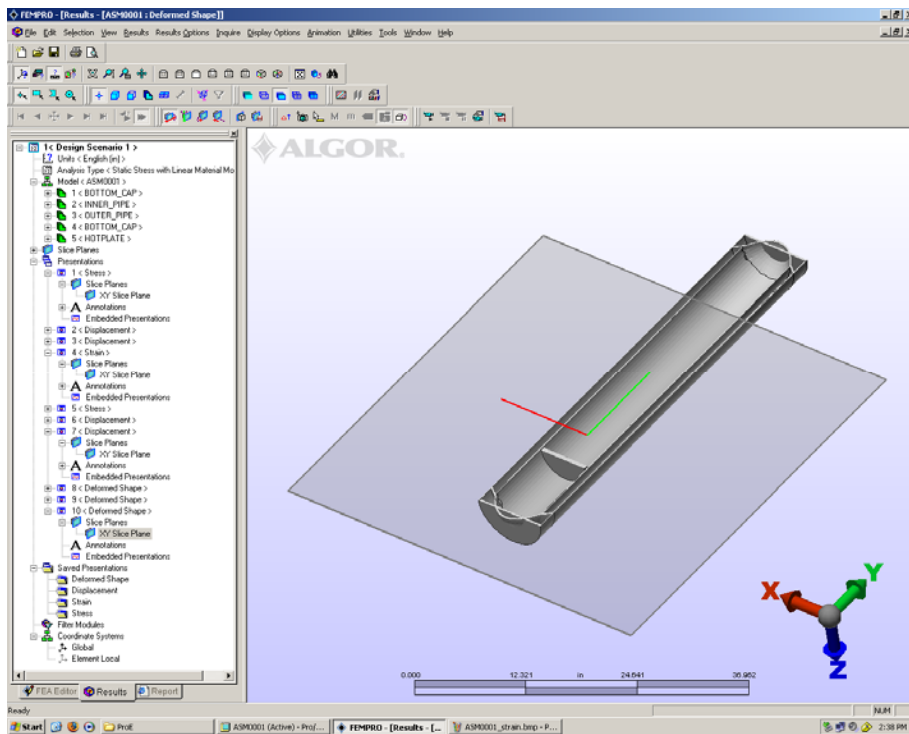 FEMPRO - [Results - [ASM0001 : Deformed Shape]]
File Edit Selection View Results Results Options Inquire Display Options Animation Utilities Tools Window Help
1< Design Scenario 1 >
Units < English (in) >
Analysis Type < Static Stress with Linear Material Mo
Model < ASM0001 >
1 < BOTTOM_CAP >
2 < INNER_PIPE >
3 < OUTER_PIPE >
4 < BOTTOM_CAP >
5 < HOTPLATE >
Slice Planes
Presentations
1 < Stress >
Slice Planes
XY Slice Plane
Annotations
Embedded Presentations
2 < Displacement >
3 < Displacement >
4 < Strain >
Slice Planes
XY Slice Plane
Annotations
Embedded Presentations
5 < Stress >
6 < Displacement >
7 < Displacement >
Slice Planes
XY Slice Plane
Annotations
Embedded Presentations
8 < Deformed Shape >
9 < Deformed Shape >
10 < Deformed Shape >
Slice Planes
XY Slice Plane
Annotations
Embedded Presentations
Saved Presentations
Deformed Shape
Displacement
Strain
Stress
Filter Modules
Coordinate Systems
Global
Element Local
FEA Editor Results Report
ALGOR.
X
Y
Z
0.000 12.321 in 24.641 36.962
Ready NUM
Start ProE ASM0001 (Active) - Pro/... FEMPRO - [Results - [... ASM0001_strain.bmp - P... 2:38 PM